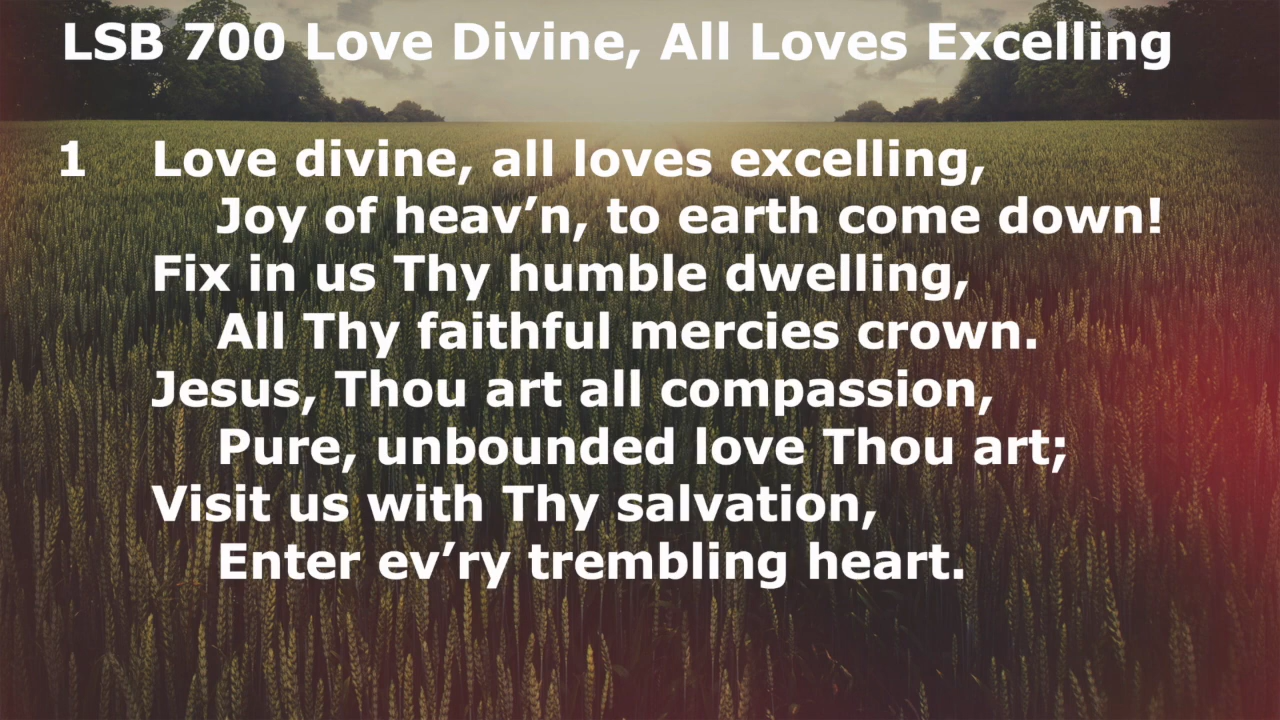 LSB 700 Love Divine, All Loves Excelling
1 Love divine, all loves excelling,
Joy of heav’n, to earth come down!
Fix in us Thy humble dwelling,
All Thy faithful mercies crown.
Jesus, Thou art all compassion,
Pure, unbounded love Thou art;
Visit us with Thy salvation,
Enter ev’ry trembling heart.